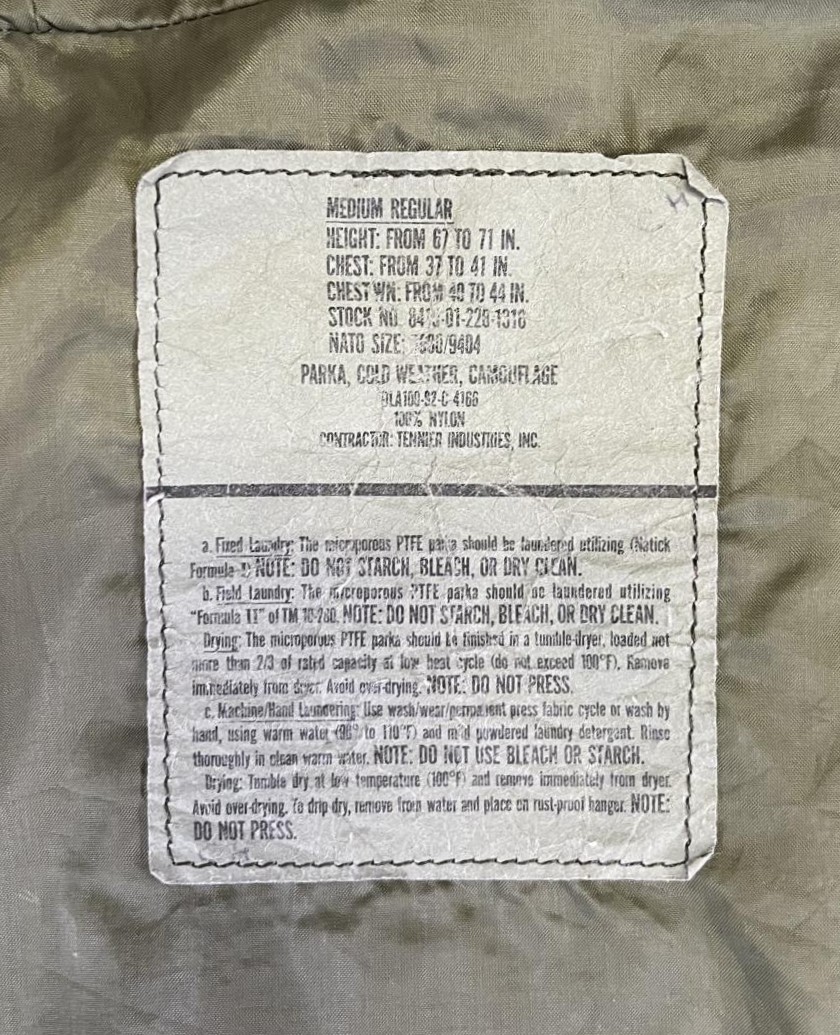 MEDIUM REGULAR
HEIGHT: FROM 67 TO 71 IN.
CHEST: FROM 37 TO 41 IN.
CHEST WN: FROM 40 TO 44 IN.
STOCK NO.
NATO SIZE:
PARKA, COLD WEATHER, CAMOUFLAGE
DLA100-92-C-4166
100% NYLON
CONTRACTOR: TENNIER INDUSTRIES, INC.
a. Fixed Laundry: The microporous PTFE parka should be laundered utilizing (Natick
Formula NOTE: DO NOT STARCH, BLEACH, OR DRY CLEAN.
b. Field Laundry: The microporous PTFE parka should be laundered utilizing
"Formula II" of TM 10-280. NOTE: DO NOT STARCH, BLEACH, OR DRY CLEAN.
Drying: The microporous PTFE parka should be finished in a tumble-dryer, loaded not
more than 2/3 of rated capacity at low heat cycle (do not exceed 100°F). Remove
immediately from dryer. Avoid over-drying. NOTE: DO NOT PRESS.
c. Machine/Hand Laundering: Use wash/wear/permanent press fabric cycle or wash by
hand, using warm water (90° to 110°F) and mild powdered laundry detergent. Rinse
thoroughly in clean warm water. NOTE: DO NOT USE BLEACH OR STARCH.
Drying: Tumble dry at low temperature (100°F) and remove immediately from dryer.
Avoid over-drying. To drip dry, remove from water and place on rust-proof hanger. NOTE:
DO NOT PRESS.